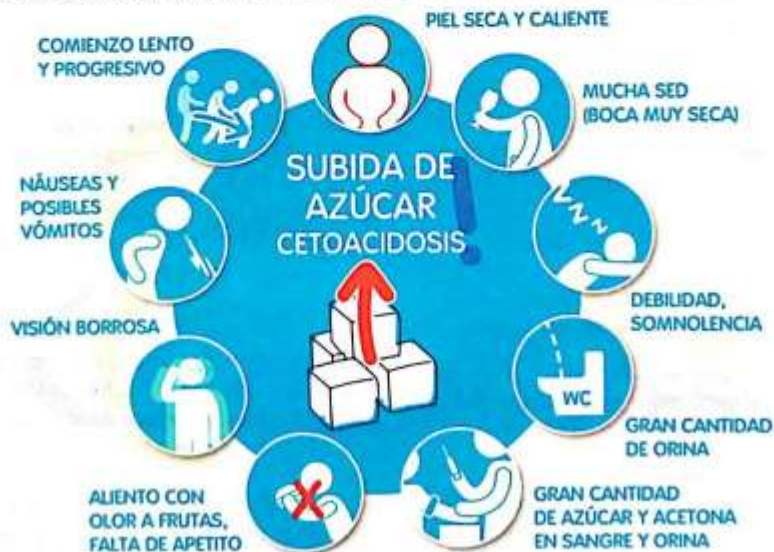 PIEL SECA Y CALIENTE
COMIENZO LENTO
Y PROGRESIVO
MUCHA SED
(BOCA MUY SECA)
SUBIDA DE
AZÚCAR
CETOACIDOSIS
!
NÁUSEAS Y
POSIBLES
VÓMITOS
ZZZZ
DEBILIDAD,
SOMNOLENCIA
VISIÓN BORROSA
WC
GRAN CANTIDAD
DE ORINA
ALIENTO CON
OLOR A FRUTAS,
FALTA DE APETITO
GRAN CANTIDAD
DE AZÚCAR Y ACETONA
EN SANGRE Y ORINA